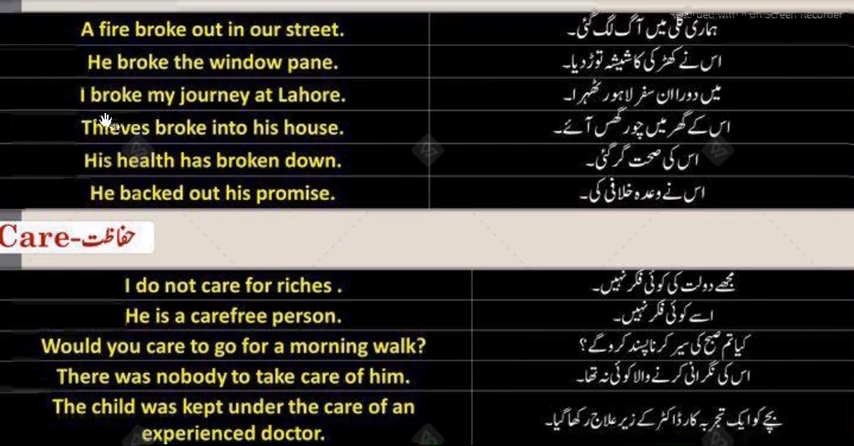 A fire broke out in our street. ہماری گلی میں آگ لگ گئی۔
He broke the window pane. اس نے کھڑکی کا شیشہ توڑ دیا۔
I broke my journey at Lahore. میں دوراان سفر لاہور ٹھہرا۔
Thieves broke into his house. اس کے گھر میں چور گھس آئے۔
His health has broken down. اس کی صحت گر گئی۔
He backed out his promise. اس نے وعدہ خلافی کی۔
Care-حفاظت
I do not care for riches . مجھے دولت کی کوئی فکر نہیں۔
He is a carefree person. اسے کوئی فکر نہیں۔
Would you care to go for a morning walk? کیا تم صبح کی سیر کرنا پسند کرو گے؟
There was nobody to take care of him. اس کی نگرانی کرنے والا کوئی نہ تھا۔
The child was kept under the care of an
experienced doctor. بچے کو ایک تجربہ کار ڈاکٹر کے زیر علاج رکھا گیا۔